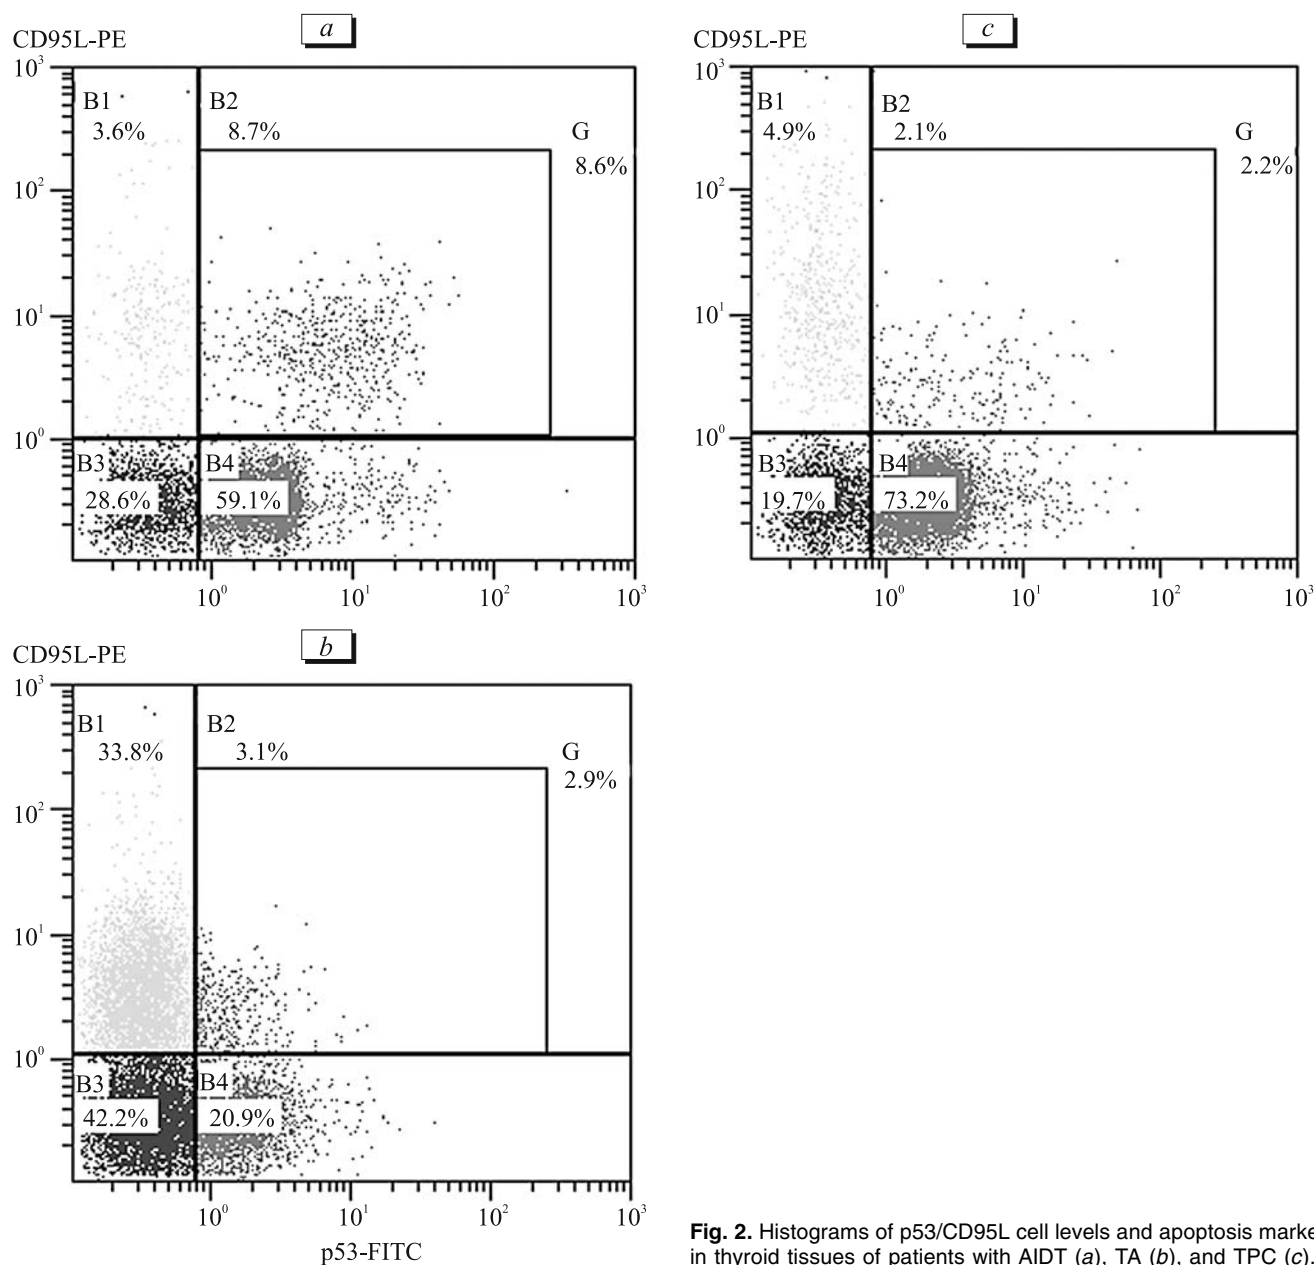 a
CD95L-PE
10³
B1
3.6%
B2
8.7%
G
8.6%
10²
10¹
10⁰
B3
28.6%
B4
59.1%
10⁰ 10¹ 10² 10³
c
CD95L-PE
10³
B1
4.9%
B2
2.1%
G
2.2%
10²
10¹
10⁰
B3
19.7%
B4
73.2%
10⁰ 10¹ 10² 10³
b
CD95L-PE
10³
B1
33.8%
B2
3.1%
G
2.9%
10²
10¹
10⁰
B3
42.2%
B4
20.9%
10⁰ 10¹ 10² 10³
p53-FITC
Fig. 2. Histograms of p53/CD95L cell levels and apoptosis marke
in thyroid tissues of patients with AIDT (a), TA (b), and TPC (c).